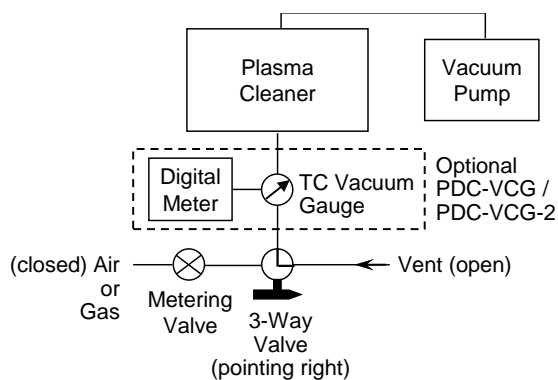 Plasma
Cleaner
Vacuum
Pump
Digital
Meter
TC Vacuum
Gauge
Optional
PDC-VCG /
PDC-VCG-2
(closed) Air
or
Gas
Metering
Valve
3-Way
Valve
(pointing right)
Vent (open)